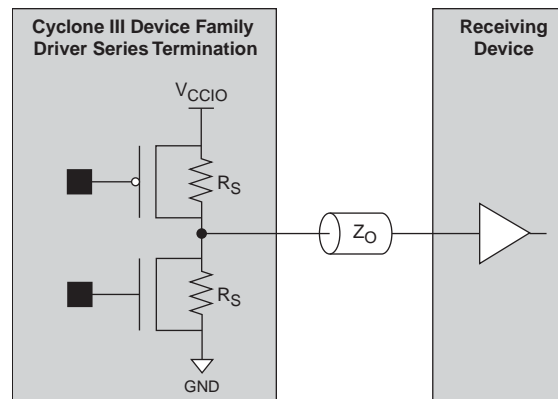 Cyclone III Device Family
Driver Series Termination
Receiving
Device
VCCIO
RS
ZO
RS
GND